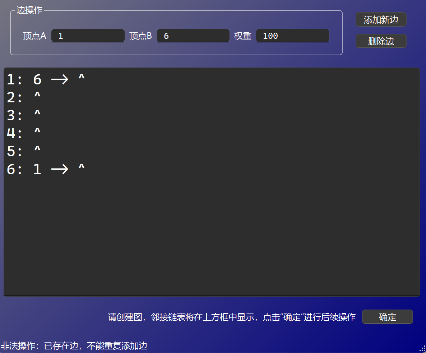 边操作
顶点A 1 顶点B 6 权重 100 添加新边
删除边
1: 6 —> ^
2: ^
3: ^
4: ^
5: ^
6: 1 —> ^
请创建图，邻接链表将在上方框中显示，点击“确定”进行后续操作 确定
非法操作：已存在边，不能重复添加边